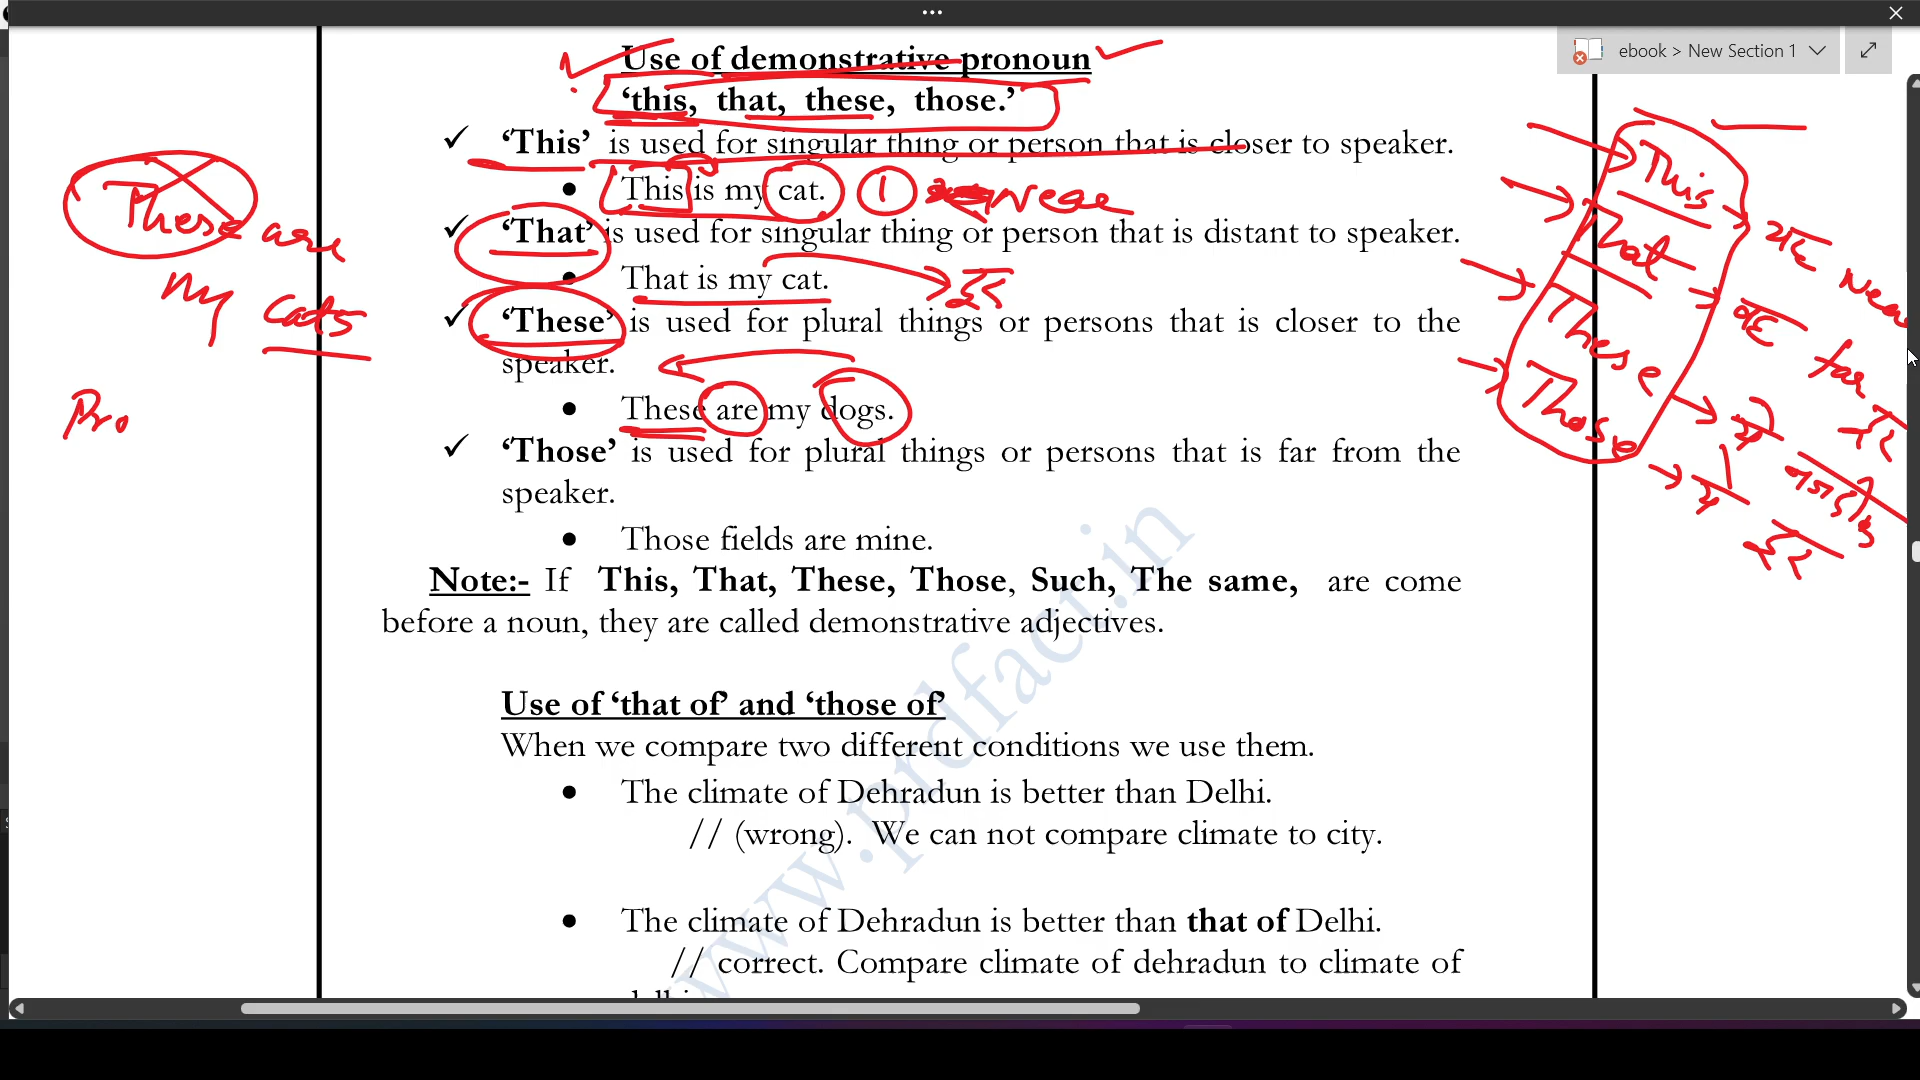 ebook > New Section 1
Use of demonstrative pronoun
‘this, that, these, those.’
✓ ‘This’ is used for singular thing or person that is closer to speaker.
• This is my cat. 1
✓ ‘That’ is used for singular thing or person that is distant to speaker.
• That is my cat.
✓ ‘These’ is used for plural things or persons that is closer to the
speaker.
• These are my dogs.
✓ ‘Those’ is used for plural things or persons that is far from the
speaker.
• Those fields are mine.
Note:- If This, That, These, Those, Such, The same, are come
before a noun, they are called demonstrative adjectives.
Use of ‘that of’ and ‘those of’
When we compare two different conditions we use them.
• The climate of Dehradun is better than Delhi.
// (wrong). We can not compare climate to city.
• The climate of Dehradun is better than that of Delhi.
// correct. Compare climate of dehradun to climate of
www.prdfact.in
These are
my cats
Pro
This
That
These
Those
far